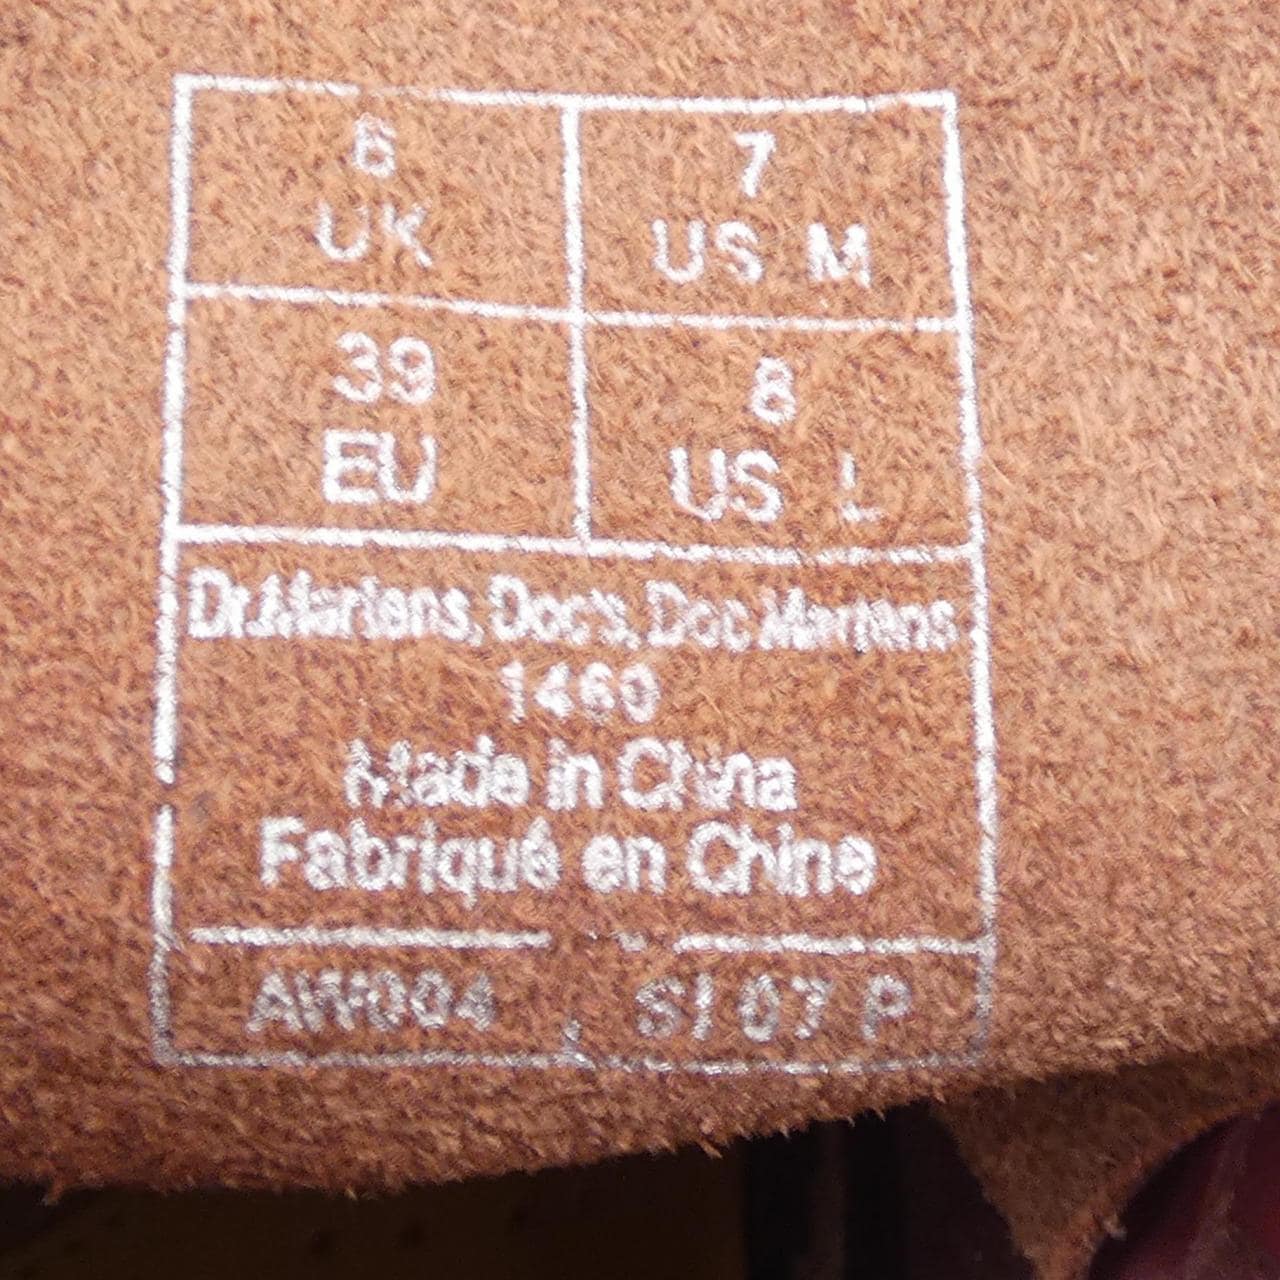 6
UK
7
US M
39
EU
8
US L
Dr.Martens, Doc's, Doc Martens
1460
Made in China
Fabriqué en Chine
AW004
SI 07 P